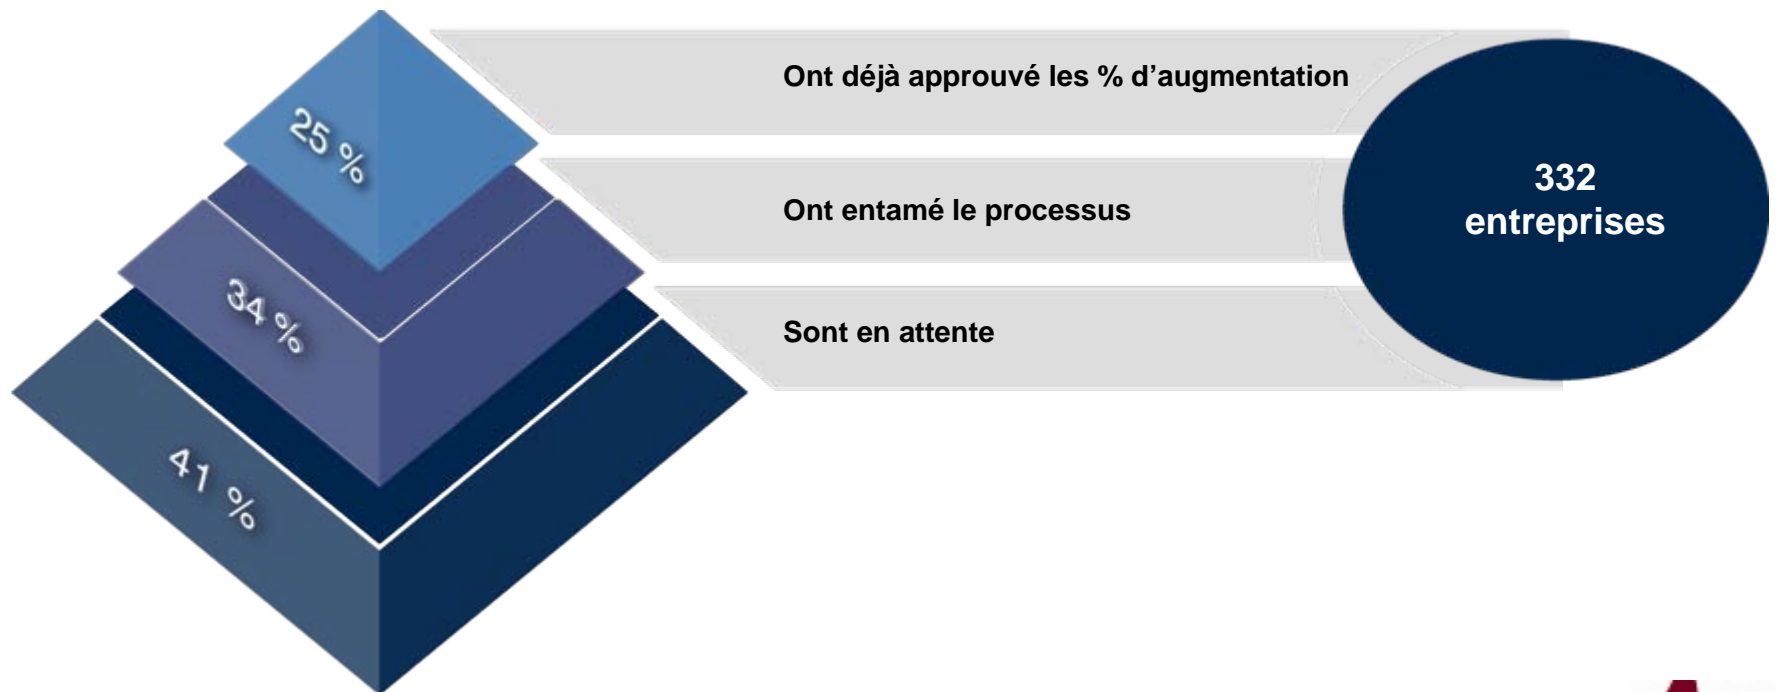 25 %
Ont déjà approuvé les % d’augmentation
34 %
Ont entamé le processus
41 %
Sont en attente
332
entreprises